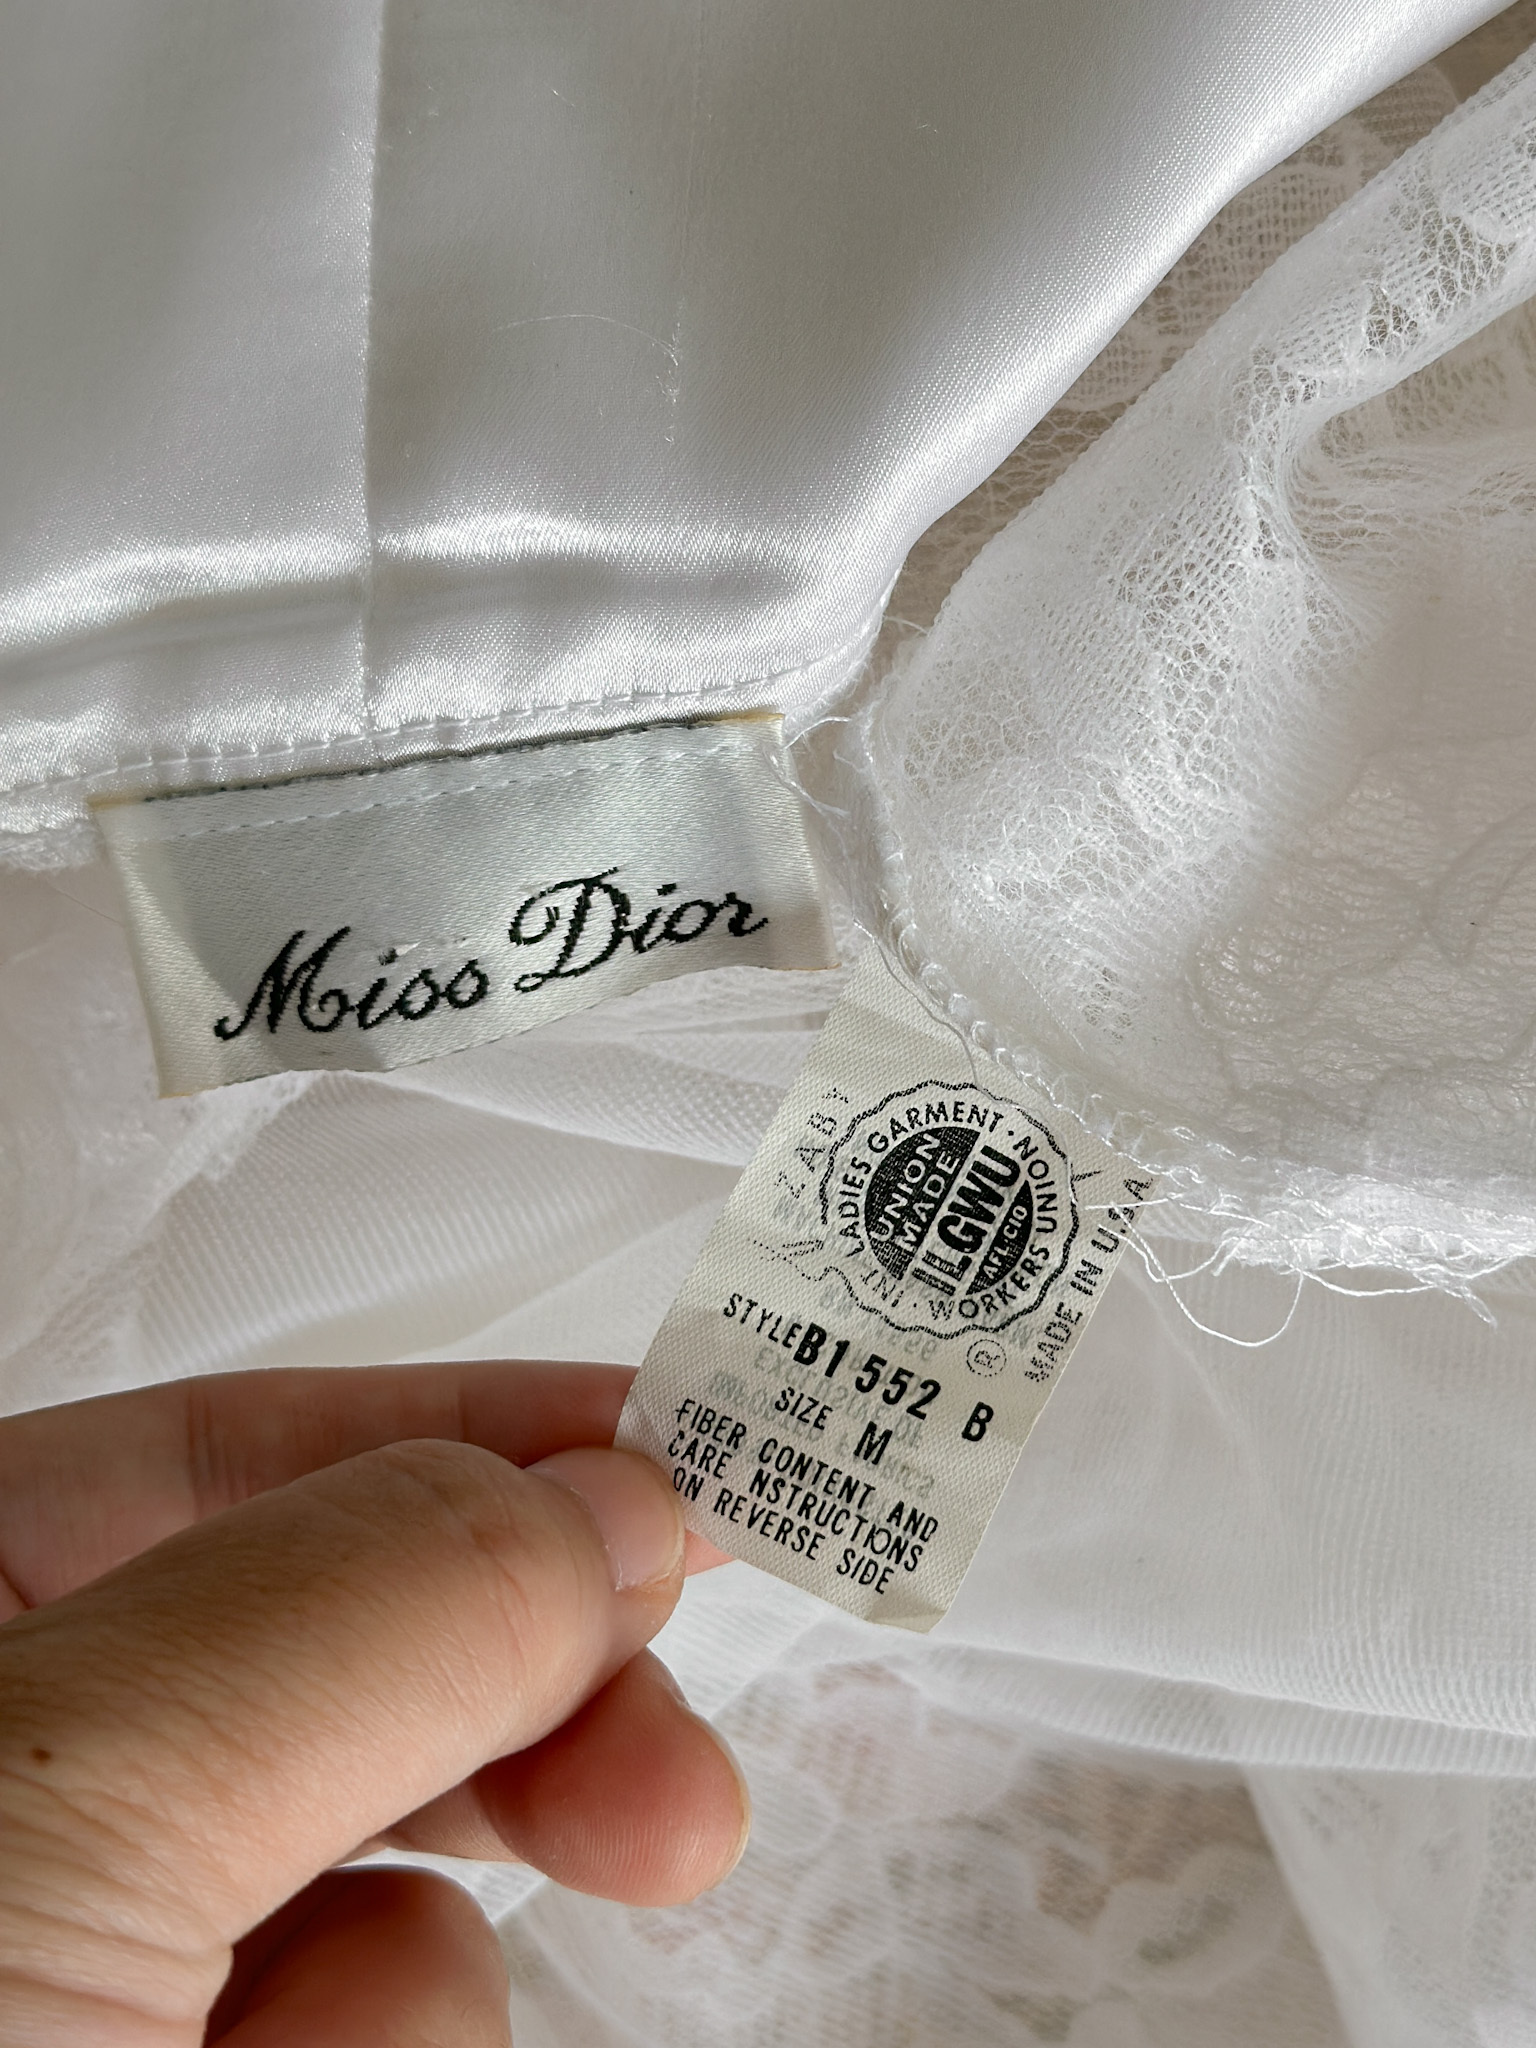 Miss Dior
INT. LADIES GARMENT · WORKERS UNION ·
UNION
MADE
ILGWU
AFL·CIO
®
MADE IN U.S.A
STYLE B1552 B
SIZE M
FIBER CONTENT AND
CARE NSTRUCTIONS
ON REVERSE SIDE